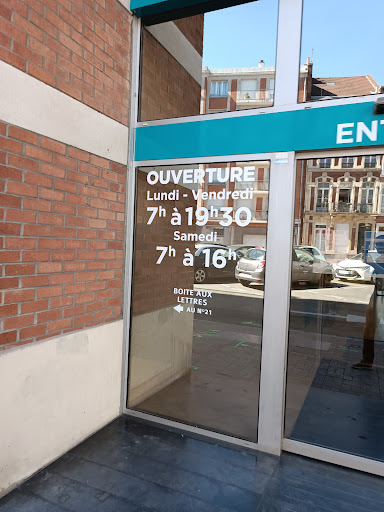 ENT
OUVERTURE
Lundi - Vendredi
7h à 19h30
Samedi
7h à 16h
BOITE AUX
LETTRES
AU N°21